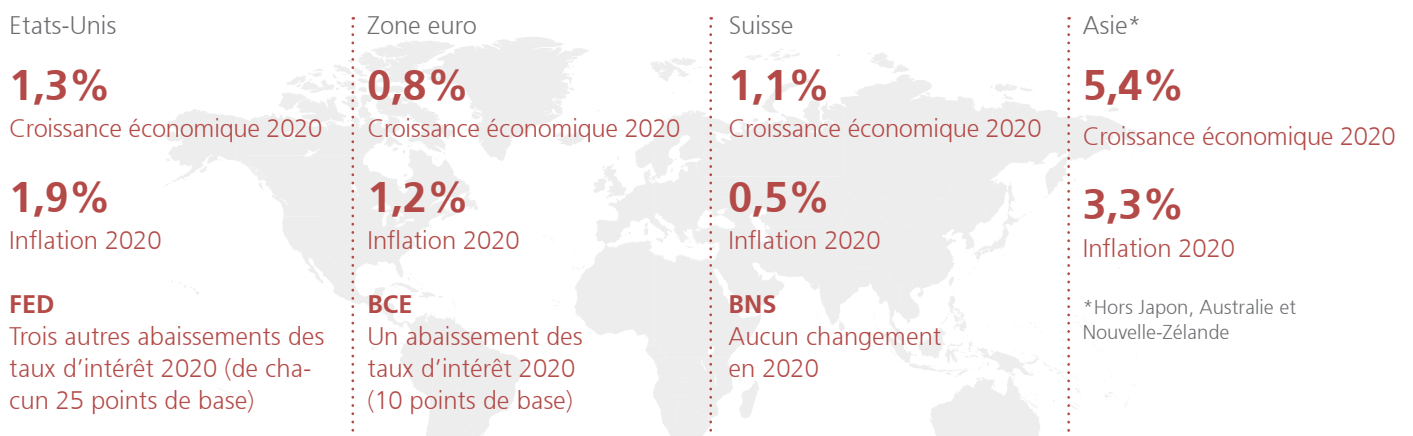 Etats-Unis
1,3%
Croissance économique 2020
1,9%
Inflation 2020
FED
Trois autres abaissements des
taux d’intérêt 2020 (de cha-
cun 25 points de base)
Zone euro
0,8%
Croissance économique 2020
1,2%
Inflation 2020
BCE
Un abaissement des
taux d’intérêt 2020
(10 points de base)
Suisse
1,1%
Croissance économique 2020
0,5%
Inflation 2020
BNS
Aucun changement
en 2020
Asie*
5,4%
Croissance économique 2020
3,3%
Inflation 2020
*Hors Japon, Australie et
Nouvelle-Zélande